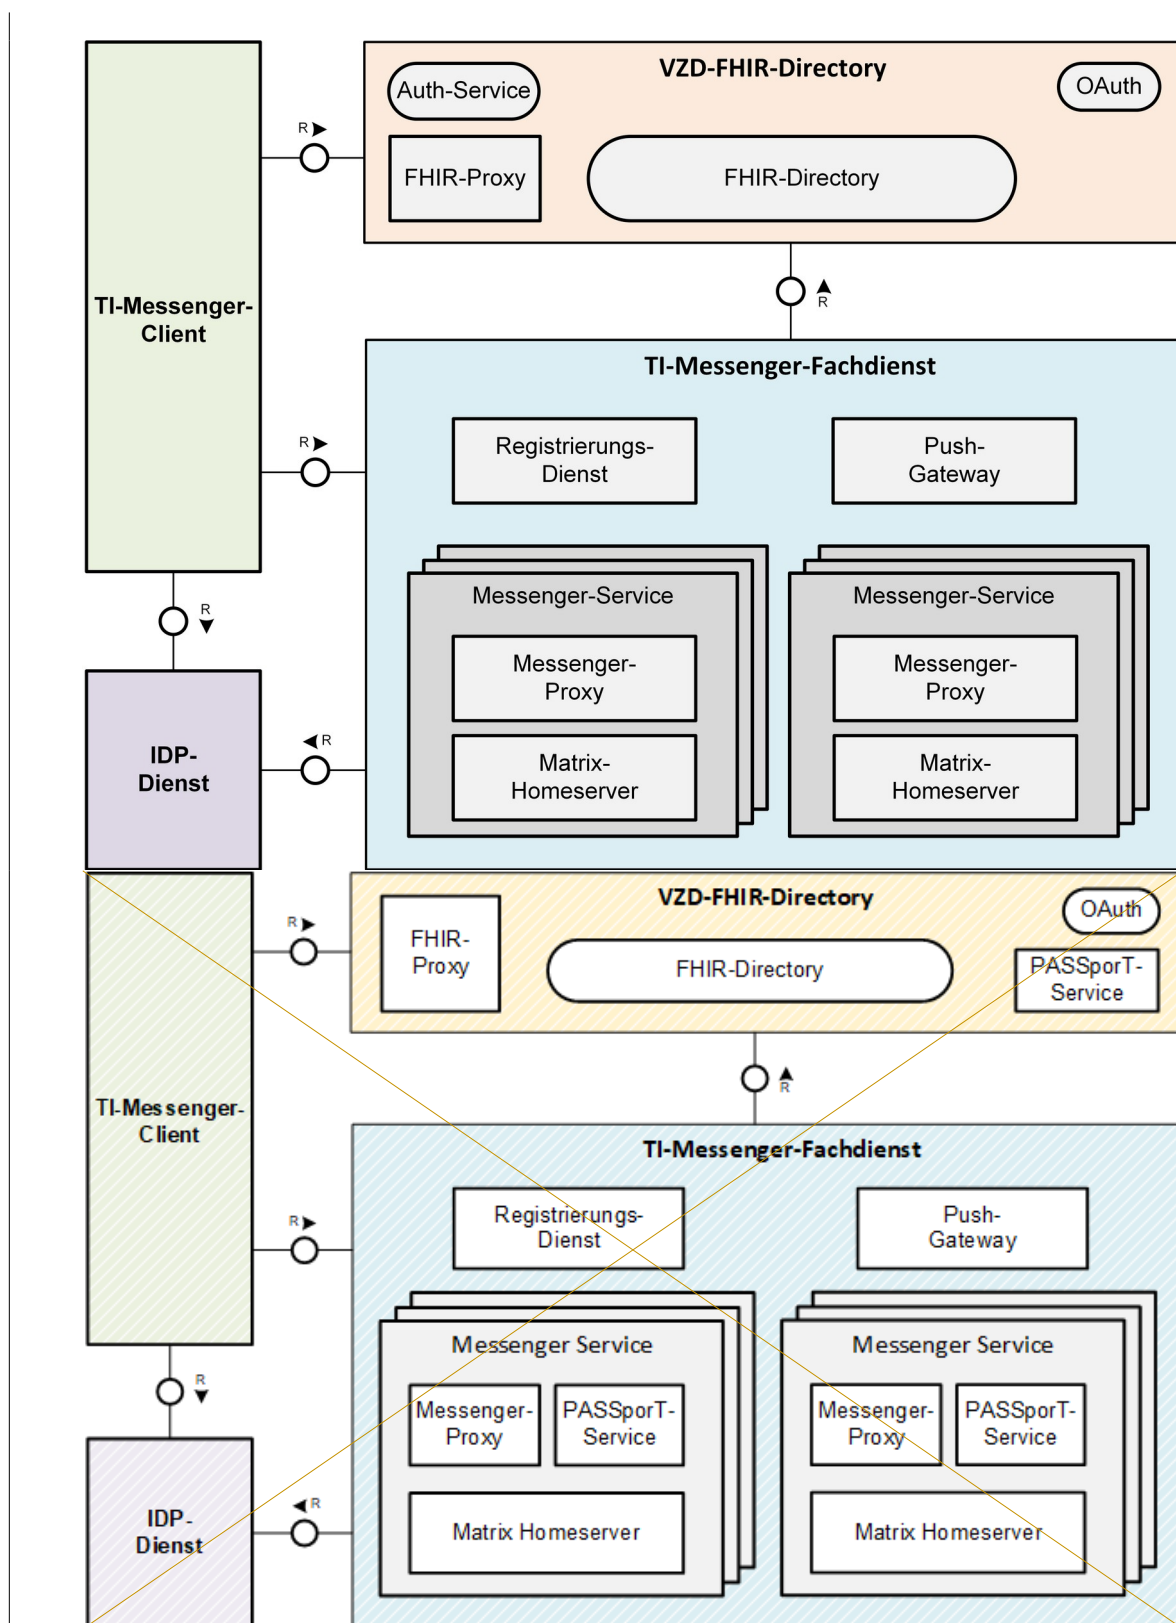 VZD-FHIR-Directory
Auth-Service
OAuth
R
FHIR-Proxy
FHIR-Directory
R
TI-Messenger-
Client
TI-Messenger-Fachdienst
R
Registrierungs-
Dienst
Push-
Gateway
Messenger-Service
Messenger-Service
R
Messenger-
Proxy
Messenger-
Proxy
IDP-
Dienst
R
Matrix-
Homeserver
Matrix-
Homeserver
VZD-FHIR-Directory
OAuth
R
FHIR-
Proxy
FHIR-Directory
PASSporT-
Service
R
TI-Messenger-
Client
TI-Messenger-Fachdienst
R
Registrierungs-
Dienst
Push-
Gateway
Messenger Service
Messenger Service
R
Messenger-
Proxy
PASSporT-
Service
Messenger-
Proxy
PASSporT-
Service
IDP-
Dienst
R
Matrix Homeserver
Matrix Homeserver